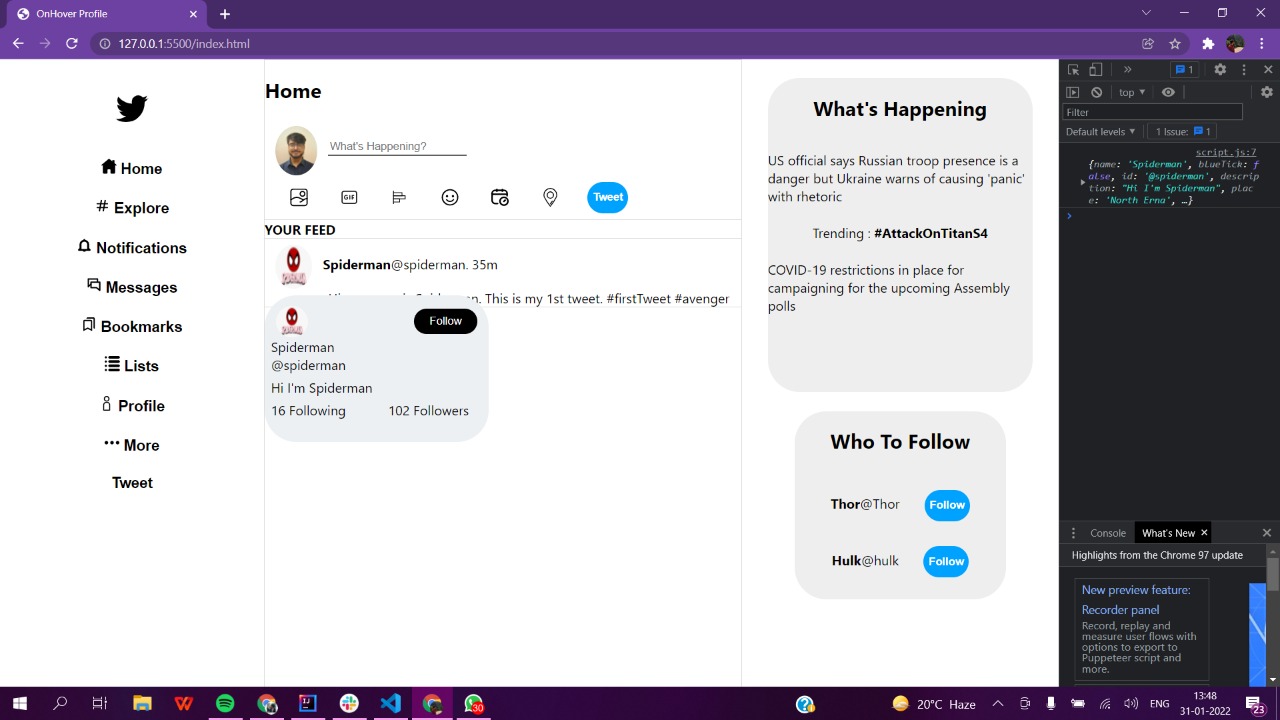 OnHover Profile
127.0.0.1:5500/index.html
Home
Explore
Notifications
Messages
Bookmarks
Lists
Profile
More
Tweet
Home
What's Happening?
GIF
Tweet
YOUR FEED
Spiderman@spiderman. 35m
This is my 1st tweet. #firstTweet #avenger
Follow
Spiderman
@spiderman
Hi I'm Spiderman
16 Following 102 Followers
What's Happening
US official says Russian troop presence is a
danger but Ukraine warns of causing 'panic'
with rhetoric
Trending : #AttackOnTitanS4
COVID-19 restrictions in place for
campaigning for the upcoming Assembly
polls
Who To Follow
Thor@Thor Follow
Hulk@hulk Follow
1
top
Filter
Default levels 1 Issue: 1
script.js:7
{name: 'Spiderman', blueTick: f
alse, id: '@spiderman', descrip
tion: "Hi I'm Spiderman", plac
e: 'North Erna', …}
Console What's New
Highlights from the Chrome 97 update
New preview feature:
Recorder panel
Record, replay and
measure user flows with
options to export to
Puppeteer script and
more.
30
20°C Haze
ENG
13:48
31-01-2022
23